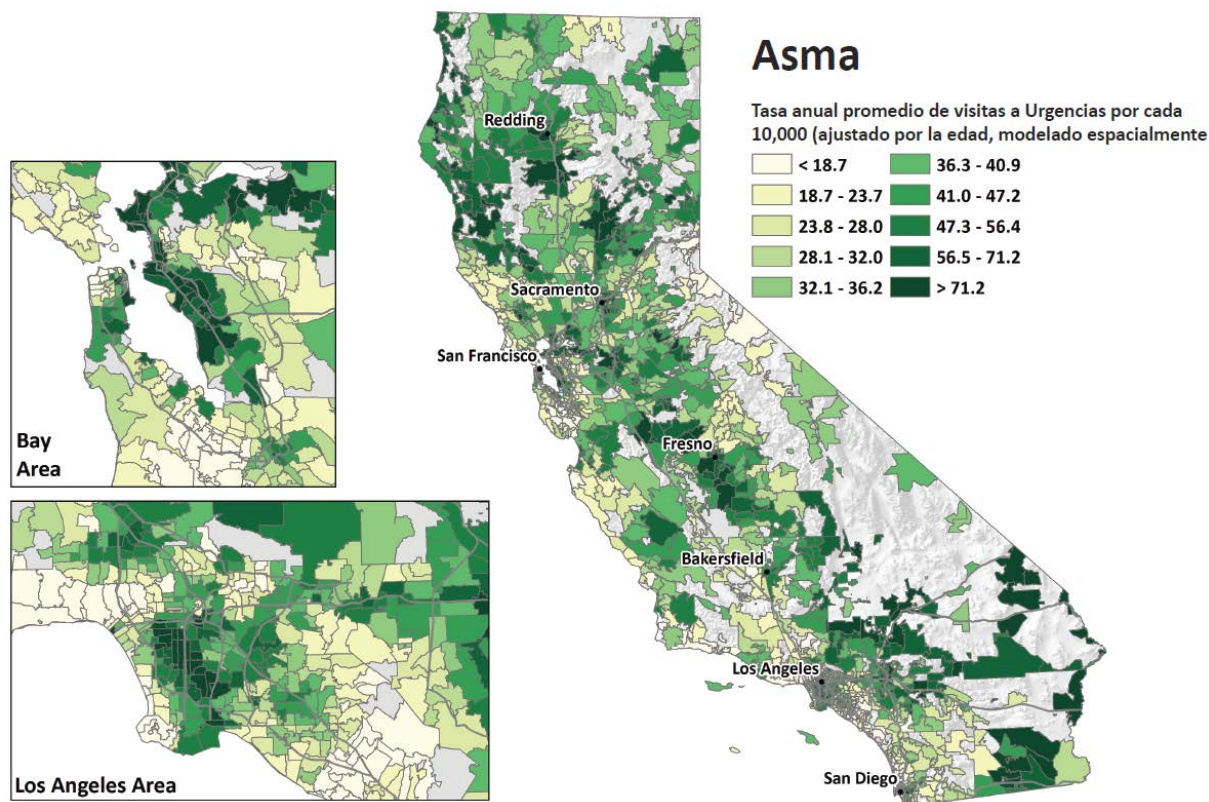 Asma
Tasa anual promedio de visitas a Urgencias por cada
10,000 (ajustado por la edad, modelado espacialmente
< 18.7
18.7 - 23.7
23.8 - 28.0
28.1 - 32.0
32.1 - 36.2
36.3 - 40.9
41.0 - 47.2
47.3 - 56.4
56.5 - 71.2
> 71.2
Redding
Sacramento
San Francisco
Fresno
Bakersfield
Los Angeles
San Diego
Bay
Area
Los Angeles Area